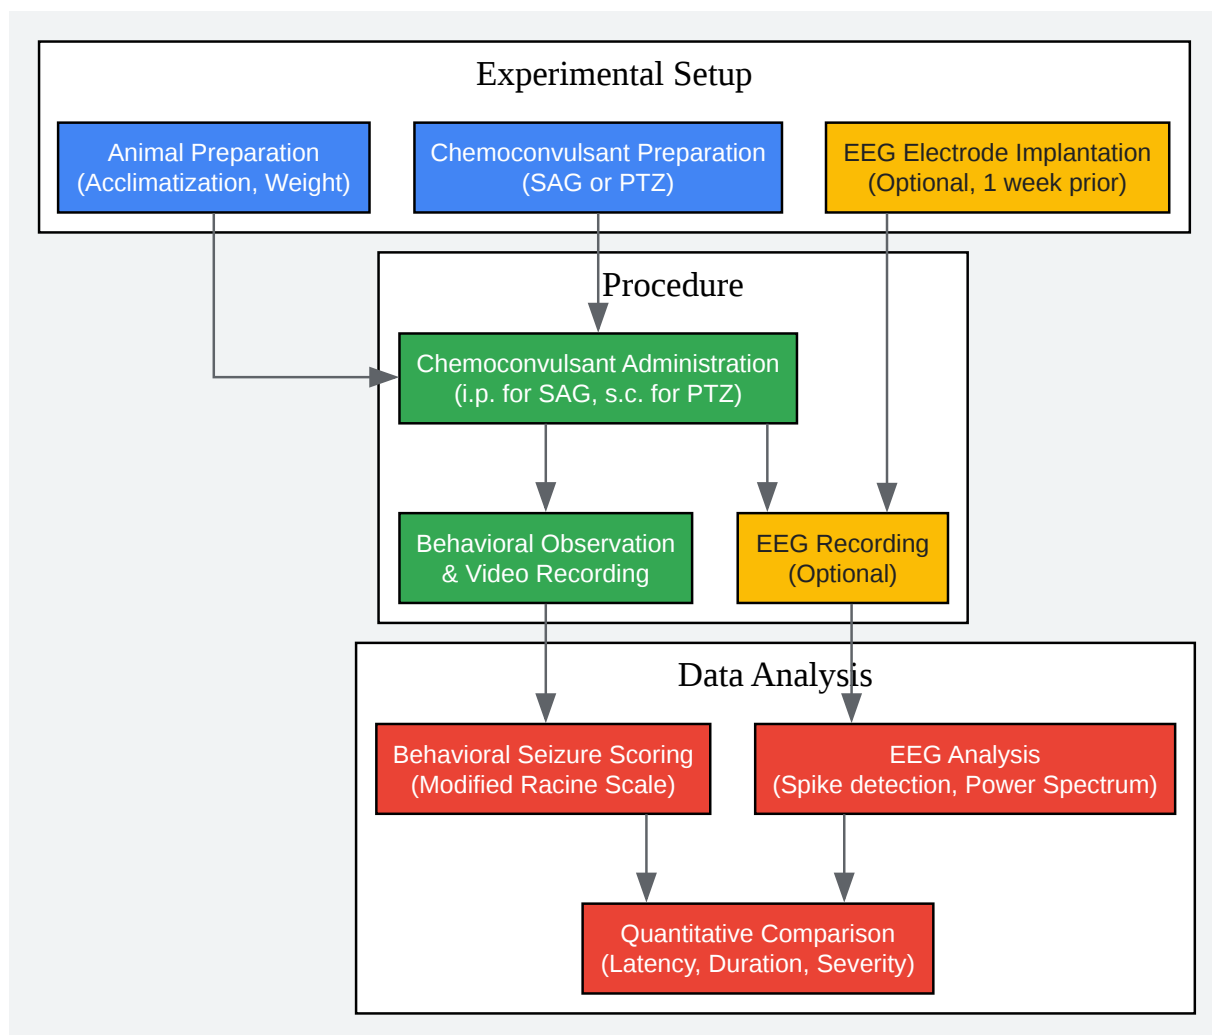 Experimental Setup
Animal Preparation
(Acclimatization, Weight)
Chemoconvulsant Preparation
(SAG or PTZ)
EEG Electrode Implantation
(Optional, 1 week prior)
Procedure
Chemoconvulsant Administration
(i.p. for SAG, s.c. for PTZ)
Behavioral Observation
& Video Recording
EEG Recording
(Optional)
Data Analysis
Behavioral Seizure Scoring
(Modified Racine Scale)
EEG Analysis
(Spike detection, Power Spectrum)
Quantitative Comparison
(Latency, Duration, Severity)